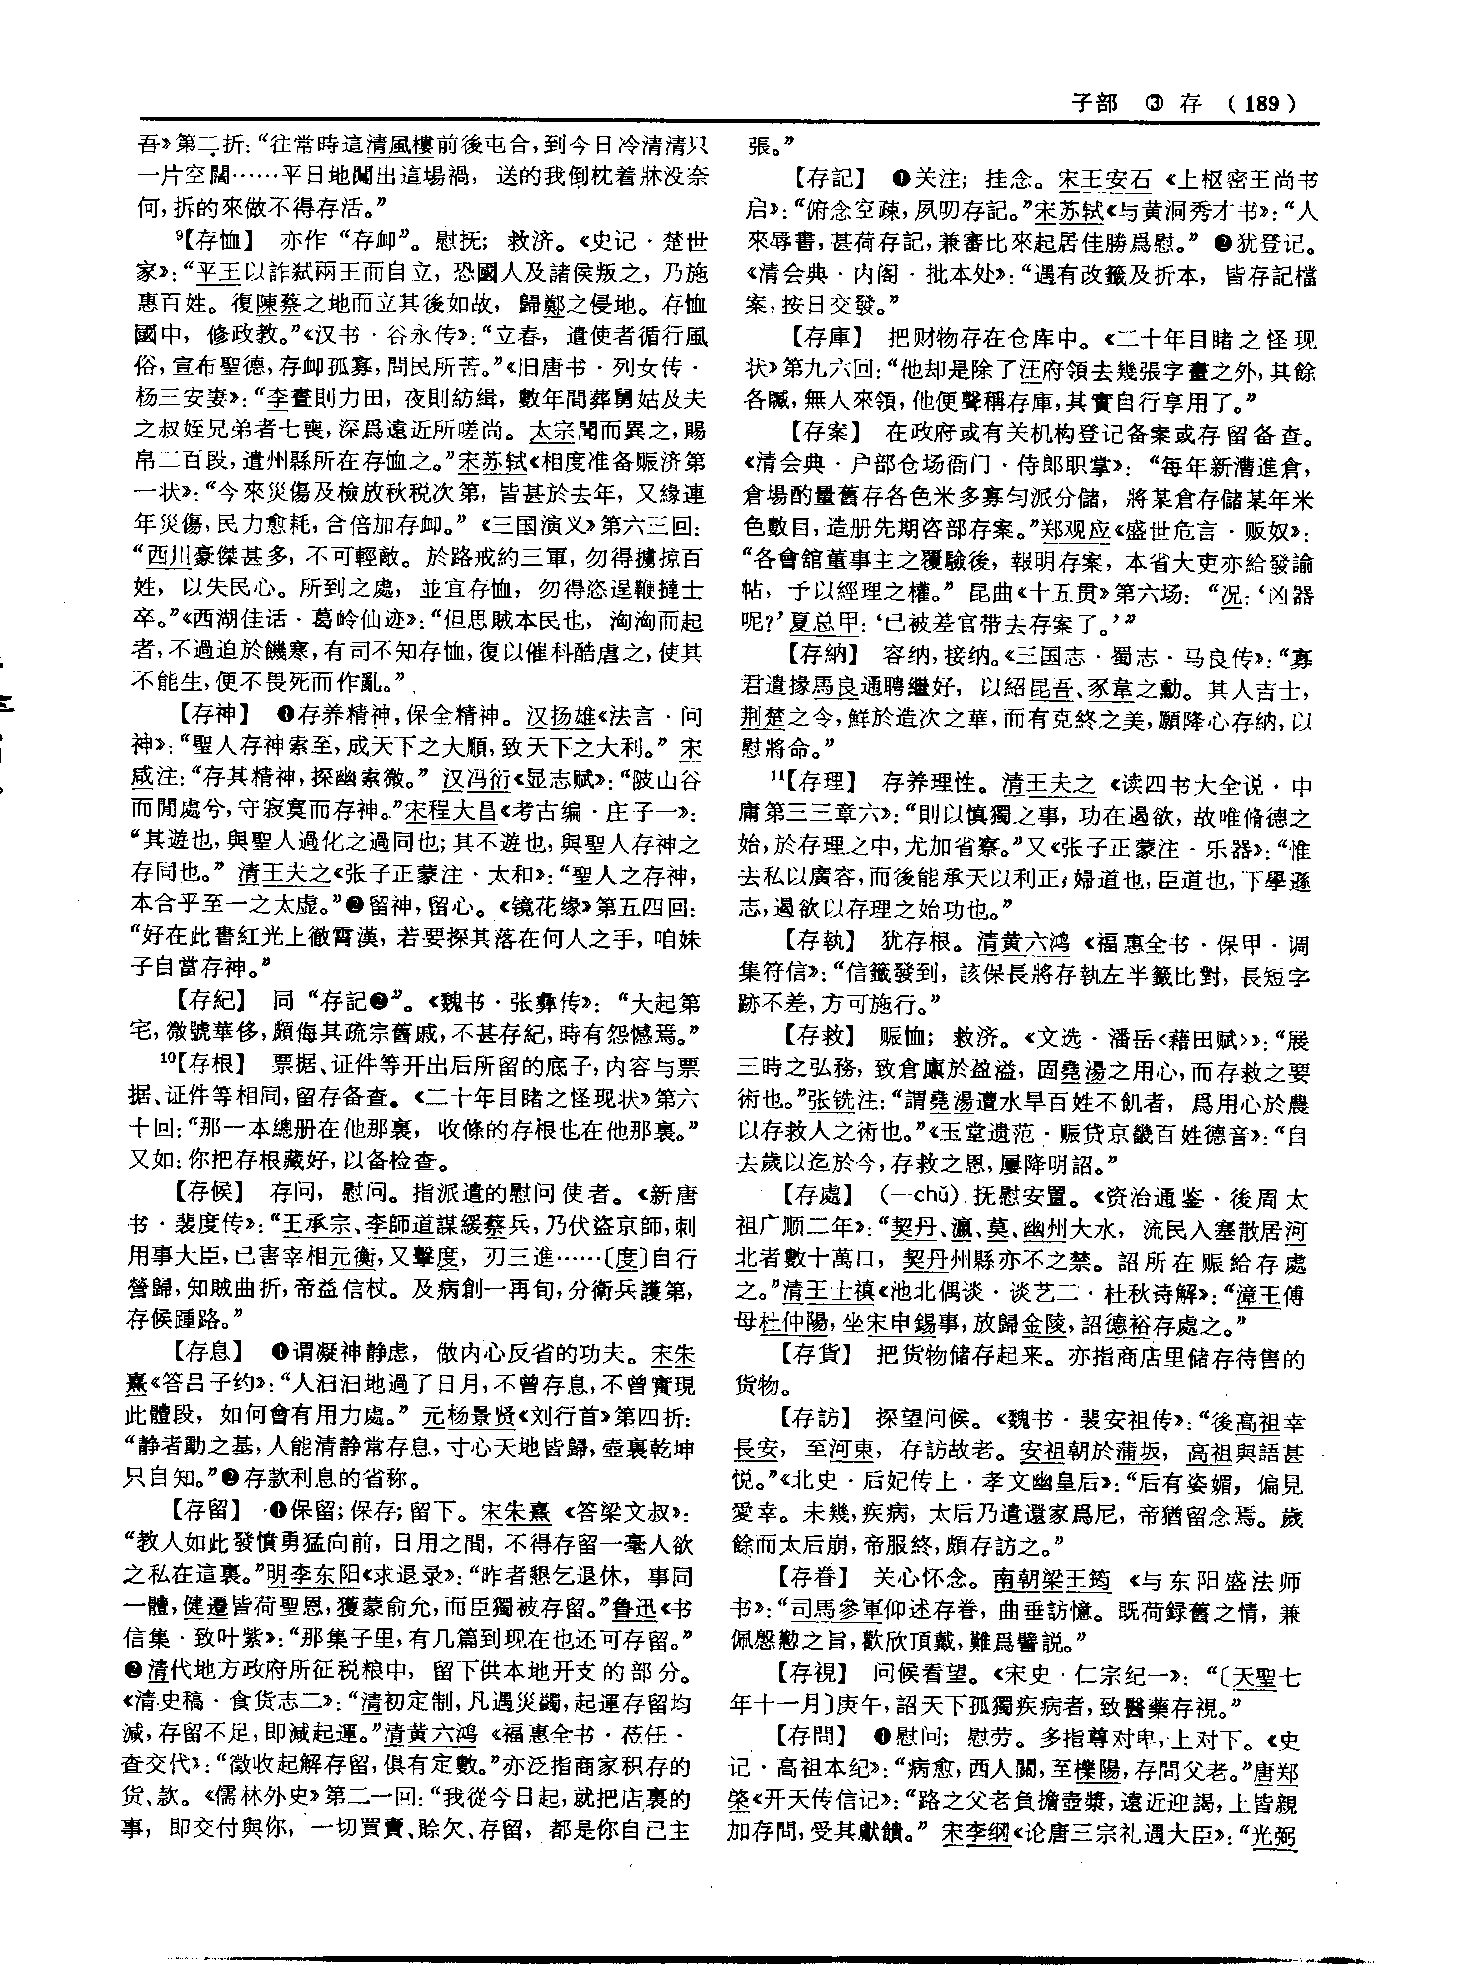 子部 ③ 存 (189)
吾》第二折：“往常時這清風樓前後屯合，到今日冷清清只
一片空闊……平日地闖出這場禍，送的我倒枕着牀没奈
何，拆的來做不得存活。”
⁹【存恤】 亦作“存卹”。慰抚；救济。《史记·楚世
家》：“平王以詐弑兩王而自立，恐國人及諸侯叛之，乃施
惠百姓。復陳蔡之地而立其後如故，歸鄭之侵地。存恤
國中，修政教。”《汉书·谷永传》：“立春，遣使者循行風
俗，宣布聖德，存卹孤寡，問民所苦。”《旧唐书·列女传·
杨三安妻》：“李晝則力田，夜則紡緝，數年間葬舅姑及夫
之叔姪兄弟者七喪，深爲遠近所嗟尚。太宗聞而異之，賜
帛二百段，遣州縣所在存恤之。”宋苏轼《相度准备赈济第
一状》：“今來災傷及檢放秋税次第，皆甚於去年，又緣連
年災傷，民力愈耗，合倍加存卹。”《三国演义》第六三回：
“西川豪傑甚多，不可輕敵。於路戒約三軍，勿得擄掠百
姓，以失民心。所到之處，並宜存恤，勿得恣逞鞭撻士
卒。”《西湖佳话·葛岭仙迹》：“但思賊本民也，洶洶而起
者，不過迫於饑寒，有司不知存恤，復以催科酷虐之，使其
不能生，便不畏死而作亂。”
【存神】 ❶存养精神，保全精神。汉扬雄《法言·问
神》：“聖人存神索至，成天下之大順，致天下之大利。”宋
咸注：“存其精神，探幽索微。”汉冯衍《显志赋》：“陂山谷
而閒處兮，守寂寞而存神。”宋程大昌《考古编·庄子一》：
“其遊也，與聖人過化之過同也；其不遊也，與聖人存神之
存同也。”清王夫之《张子正蒙注·太和》：“聖人之存神，
本合乎至一之太虚。”❷留神，留心。《镜花缘》第五四回：
“好在此書紅光上徹霄漢，若要探其落在何人之手，咱妹
子自當存神。”
【存紀】 同“存記❷”。《魏书·张彝传》：“大起第
宅，微號華侈，頗侮其疏宗舊戚，不甚存紀，時有怨憾焉。”
¹⁰【存根】 票据、证件等开出后所留的底子，内容与票
据、证件等相同，留存备查。《二十年目睹之怪现状》第六
十回：“那一本總册在他那裏，收條的存根也在他那裏。”
又如：你把存根藏好，以备检查。
【存候】 存问，慰问。指派遣的慰问使者。《新唐
书·裴度传》：“王承宗、李師道謀緩蔡兵，乃伏盜京師，刺
用事大臣，已害宰相元衡，又擊度，刃三進……〔度〕自行
營歸，知賊曲折，帝益信杖。及病創一再旬，分衛兵護第，
存候踵路。”
【存息】 ❶谓凝神静虑，做内心反省的功夫。宋朱
熹《答吕子约》：“人汩汩地過了日月，不曾存息，不曾實現
此體段，如何會有用力處。”元杨景贤《刘行首》第四折：
“静者動之基，人能清静常存息，寸心天地皆歸，壺裏乾坤
只自知。”❷存款利息的省称。
【存留】 ❶保留；保存；留下。宋朱熹《答梁文叔》：
“教人如此發憤勇猛向前，日用之間，不得存留一毫人欲
之私在這裏。”明李东阳《求退录》：“昨者懇乞退休，事同
一體，健遷皆荷聖恩，獲蒙俞允，而臣獨被存留。”鲁迅《书
信集·致叶紫》：“那集子里，有几篇到现在也还可存留。”
❷清代地方政府所征税粮中，留下供本地开支的部分。
《清史稿·食货志二》：“清初定制，凡遇災蠲，起運存留均
減，存留不足，即減起運。”清黄六鸿《福惠全书·莅任·
查交代》：“徵收起解存留，俱有定數。”亦泛指商家积存的
货、款。《儒林外史》第二一回：“我從今日起，就把店裏的
事，即交付與你，一切買賣、賒欠、存留，都是你自己主
張。”
【存記】 ❶关注；挂念。宋王安石《上枢密王尚书
启》：“俯念空疎，夙叨存記。”宋苏轼《与黄洞秀才书》：“人
來辱書，甚荷存記，兼審比來起居佳勝爲慰。”❷犹登记。
《清会典·内阁·批本处》：“遇有改籤及折本，皆存記檔
案，按日交發。”
【存庫】 把财物存在仓库中。《二十年目睹之怪现
状》第九六回：“他却是除了汪府領去幾張字畫之外，其餘
各贓，無人來領，他便聲稱存庫，其實自行享用了。”
【存案】 在政府或有关机构登记备案或存留备查。
《清会典·户部仓场衙门·侍郎职掌》：“每年新漕進倉，
倉場酌量舊存各色米多寡匀派分儲，將某倉存儲某年米
色數目，造册先期咨部存案。”郑观应《盛世危言·贩奴》：
“各會舘董事主之覆驗後，報明存案，本省大吏亦給發諭
帖，予以經理之權。”昆曲《十五贯》第六场：“况：‘凶器
呢？’夏总甲：‘已被差官带去存案了。’”
【存納】 容纳，接纳。《三国志·蜀志·马良传》：“寡
君遣掾馬良通聘繼好，以紹昆吾、豕韋之勳。其人吉士，
荆楚之令，鮮於造次之華，而有克終之美，願降心存納，以
慰將命。”
¹¹【存理】 存养理性。清王夫之《读四书大全说·中
庸第三三章六》：“則以慎獨之事，功在遏欲，故唯脩德之
始，於存理之中，尤加省察。”又《张子正蒙注·乐器》：“惟
去私以廣容，而後能承天以利正；婦道也，臣道也，下學遜
志，遏欲以存理之始功也。”
【存執】 犹存根。清黄六鸿《福惠全书·保甲·调
集符信》：“信籤發到，該保長將存執左半籤比對，長短字
跡不差，方可施行。”
【存救】 赈恤；救济。《文选·潘岳〈藉田赋〉》：“展
三時之弘務，致倉廪於盈溢，固堯湯之用心，而存救之要
術也。”张铣注：“謂堯湯遭水旱百姓不飢者，爲用心於農
以存救人之術也。”《玉堂遗范·赈贷京畿百姓德音》：“自
去歲以迄於今，存救之恩，屢降明詔。”
【存處】 (—chǔ) 抚慰安置。《资治通鉴·後周太
祖广顺二年》：“契丹、瀛、莫、幽州大水，流民入塞散居河
北者數十萬口，契丹州縣亦不之禁。詔所在赈給存處
之。”清王士禛《池北偶谈·谈艺二·杜秋诗解》：“漳王傅
母杜仲陽，坐宋申錫事，放歸金陵，詔德裕存處之。”
【存貨】 把货物储存起来。亦指商店里储存待售的
货物。
【存訪】 探望问候。《魏书·裴安祖传》：“後高祖幸
長安，至河東，存訪故老。安祖朝於蒲坂，高祖與語甚
悦。”《北史·后妃传上·孝文幽皇后》：“后有姿媚，偏見
愛幸。未幾，疾病，太后乃遣還家爲尼，帝猶留念焉。歲
餘而太后崩，帝服終，頗存訪之。”
【存眷】 关心怀念。南朝梁王筠《与东阳盛法师
书》：“司馬參軍仰述存眷，曲垂訪憶。既荷録舊之情，兼
佩慇懃之旨，歡欣頂戴，難爲譬説。”
【存視】 问候看望。《宋史·仁宗纪一》：“〔天聖七
年十一月〕庚午，詔天下孤獨疾病者，致醫藥存視。”
【存問】 ❶慰问；慰劳。多指尊对卑，上对下。《史
记·高祖本纪》：“病愈，西入關，至櫟陽，存問父老。”唐郑
棨《开天传信记》：“路之父老負擔壺漿，遠近迎謁，上皆親
加存問，受其獻饋。”宋李纲《论唐三宗礼遇大臣》：“光弼